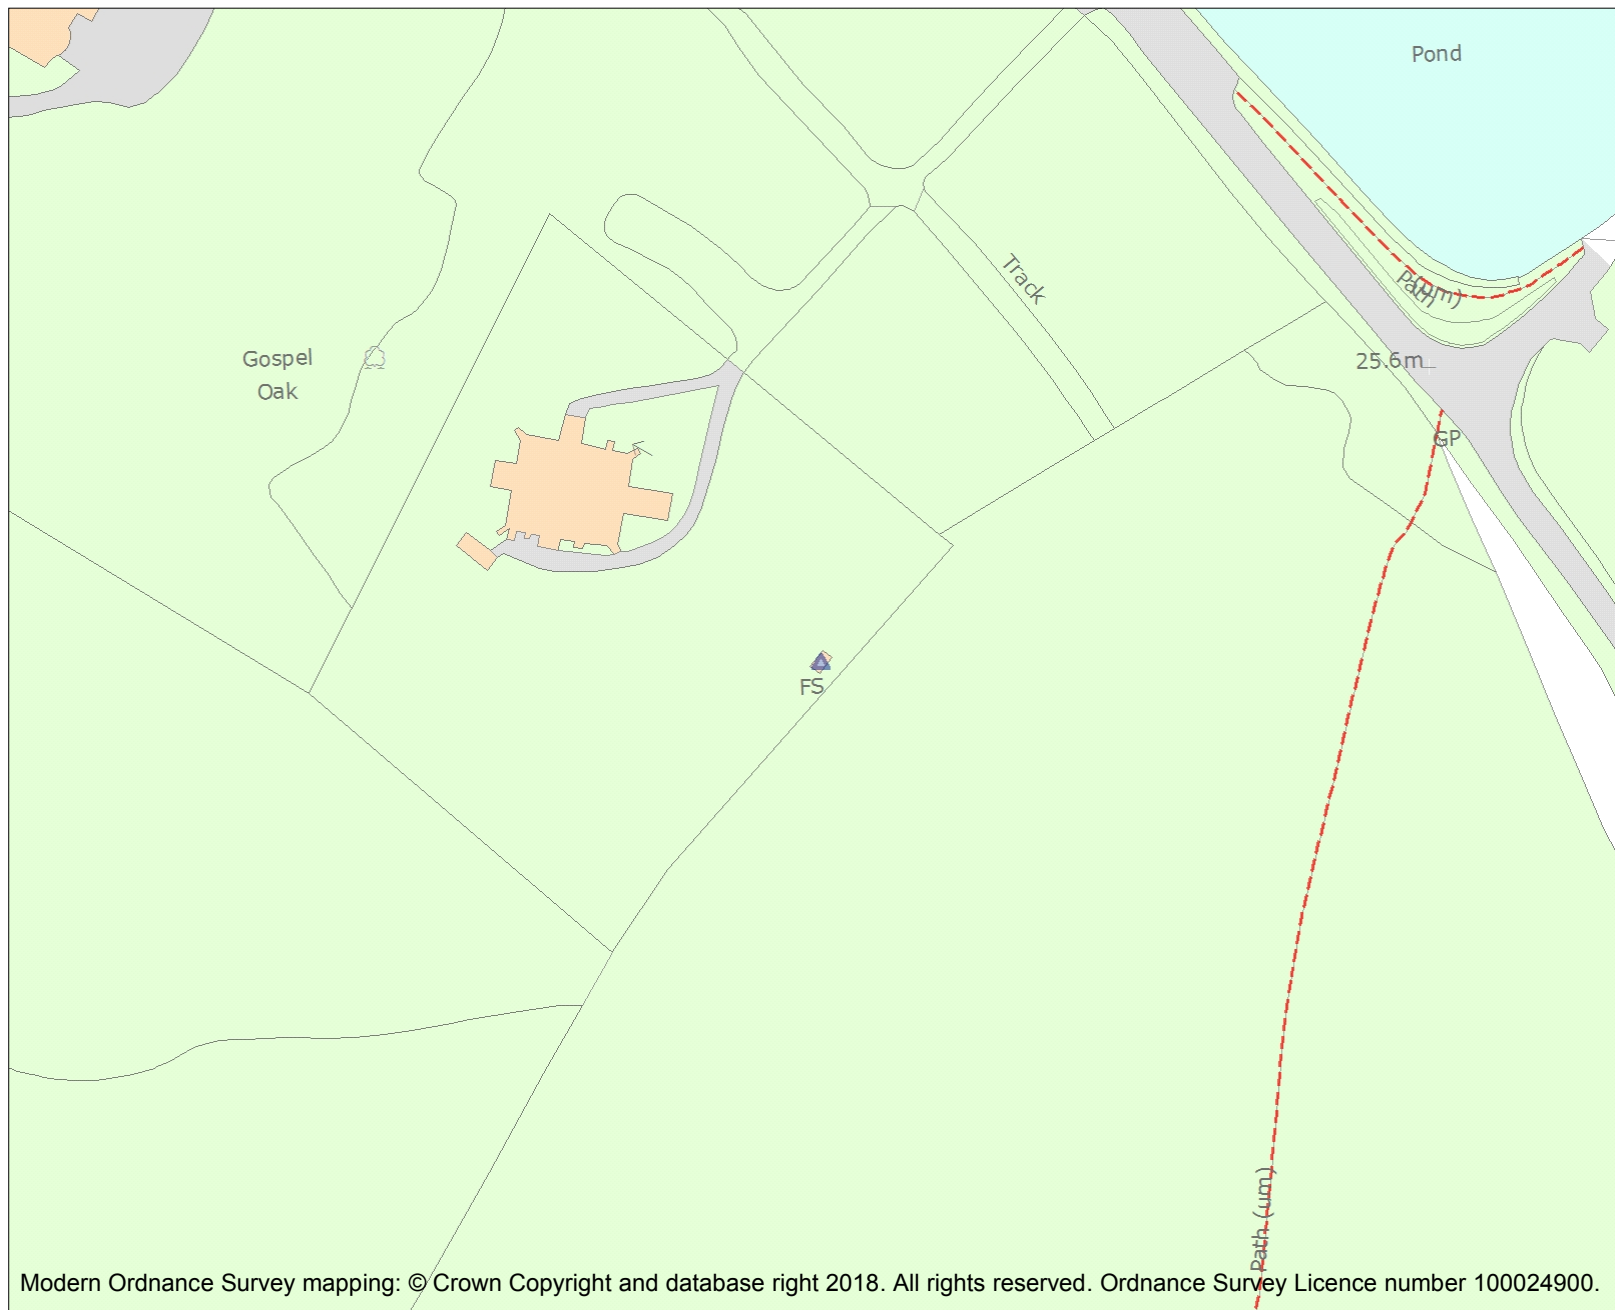 Pond
Track
Path
(um)
Gospel
Oak
25.6m
GP
FS
Path (um)
Modern Ordnance Survey mapping: © Crown Copyright and database right 2018. All rights reserved. Ordnance Survey Licence number 100024900.